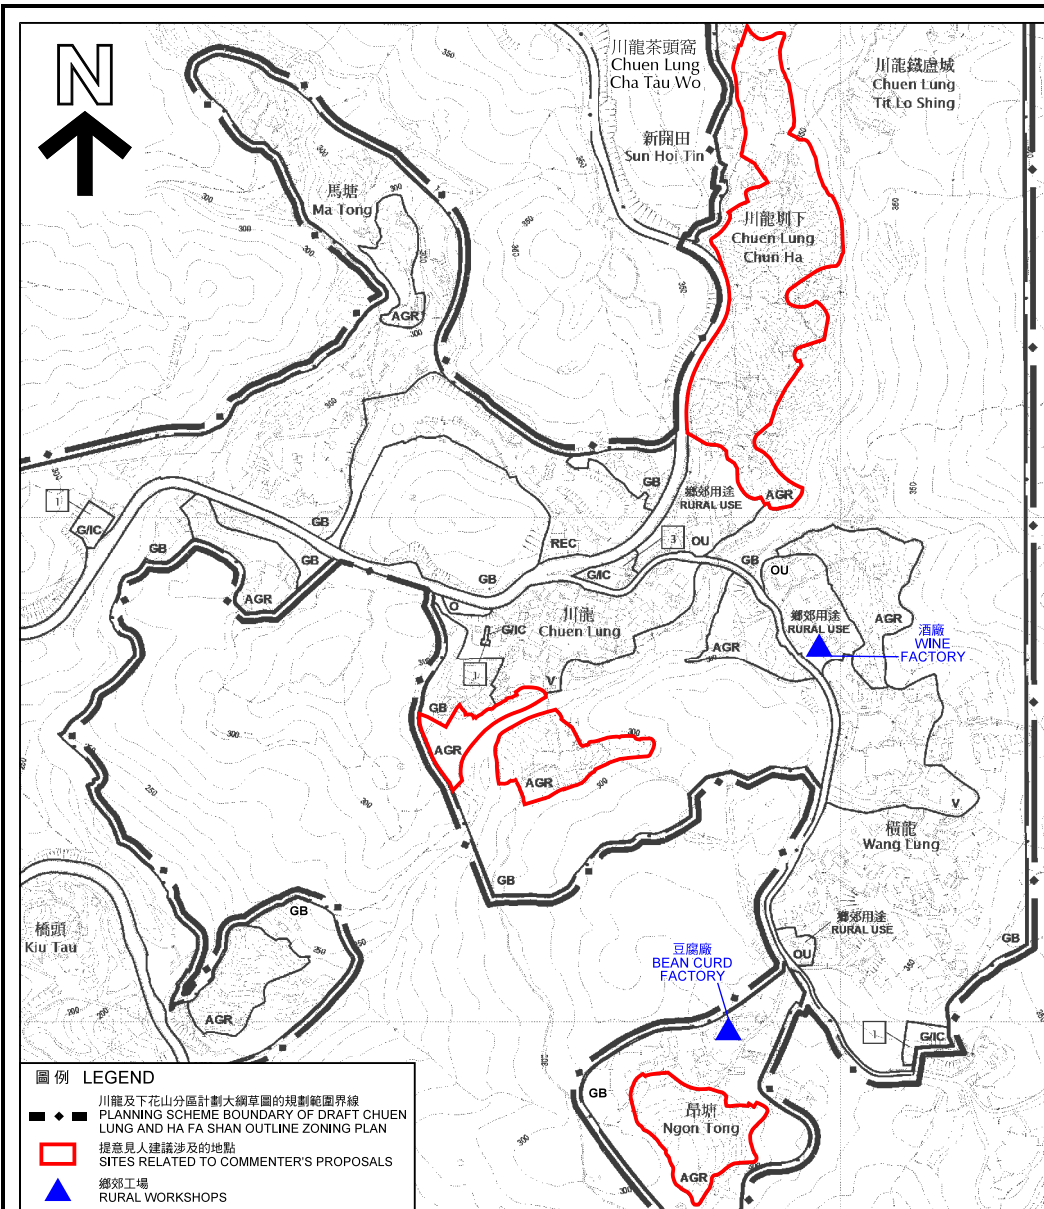 N
川龍茶頭窩
Chuen Lung
Cha Tau Wo
川龍鐵盧城
Chuen Lung
Tit Lo Shing
新開田
Sun Hoi Tin
馬塘
Ma Tong
川龍圳下
Chuen Lung
Chun Ha
AGR
GB
鄉郊用途
RURAL USE
AGR
1
G/IC
GB
GB
REC
3
OU
GB
GB
AGR
GB
G/IC
OU
O
川龍
Chuen Lung
G/IC
鄉郊用途
RURAL USE
AGR
酒廠
WINE
FACTORY
AGR
1
V
GB
AGR
AGR
V
橫龍
Wang Lung
GB
GB
橋頭
Kiu Tau
鄉郊用途
RURAL USE
OU
GB
豆腐廠
BEAN CURD
FACTORY
AGR
1
G/IC
GB
昂塘
Ngon Tong
AGR
圖例 LEGEND
川龍及下花山分區計劃大綱草圖的規劃範圍界線
PLANNING SCHEME BOUNDARY OF DRAFT CHUEN
LUNG AND HA FA SHAN OUTLINE ZONING PLAN
提意見人建議涉及的地點
SITES RELATED TO COMMENTER'S PROPOSALS
鄉郊工場
RURAL WORKSHOPS